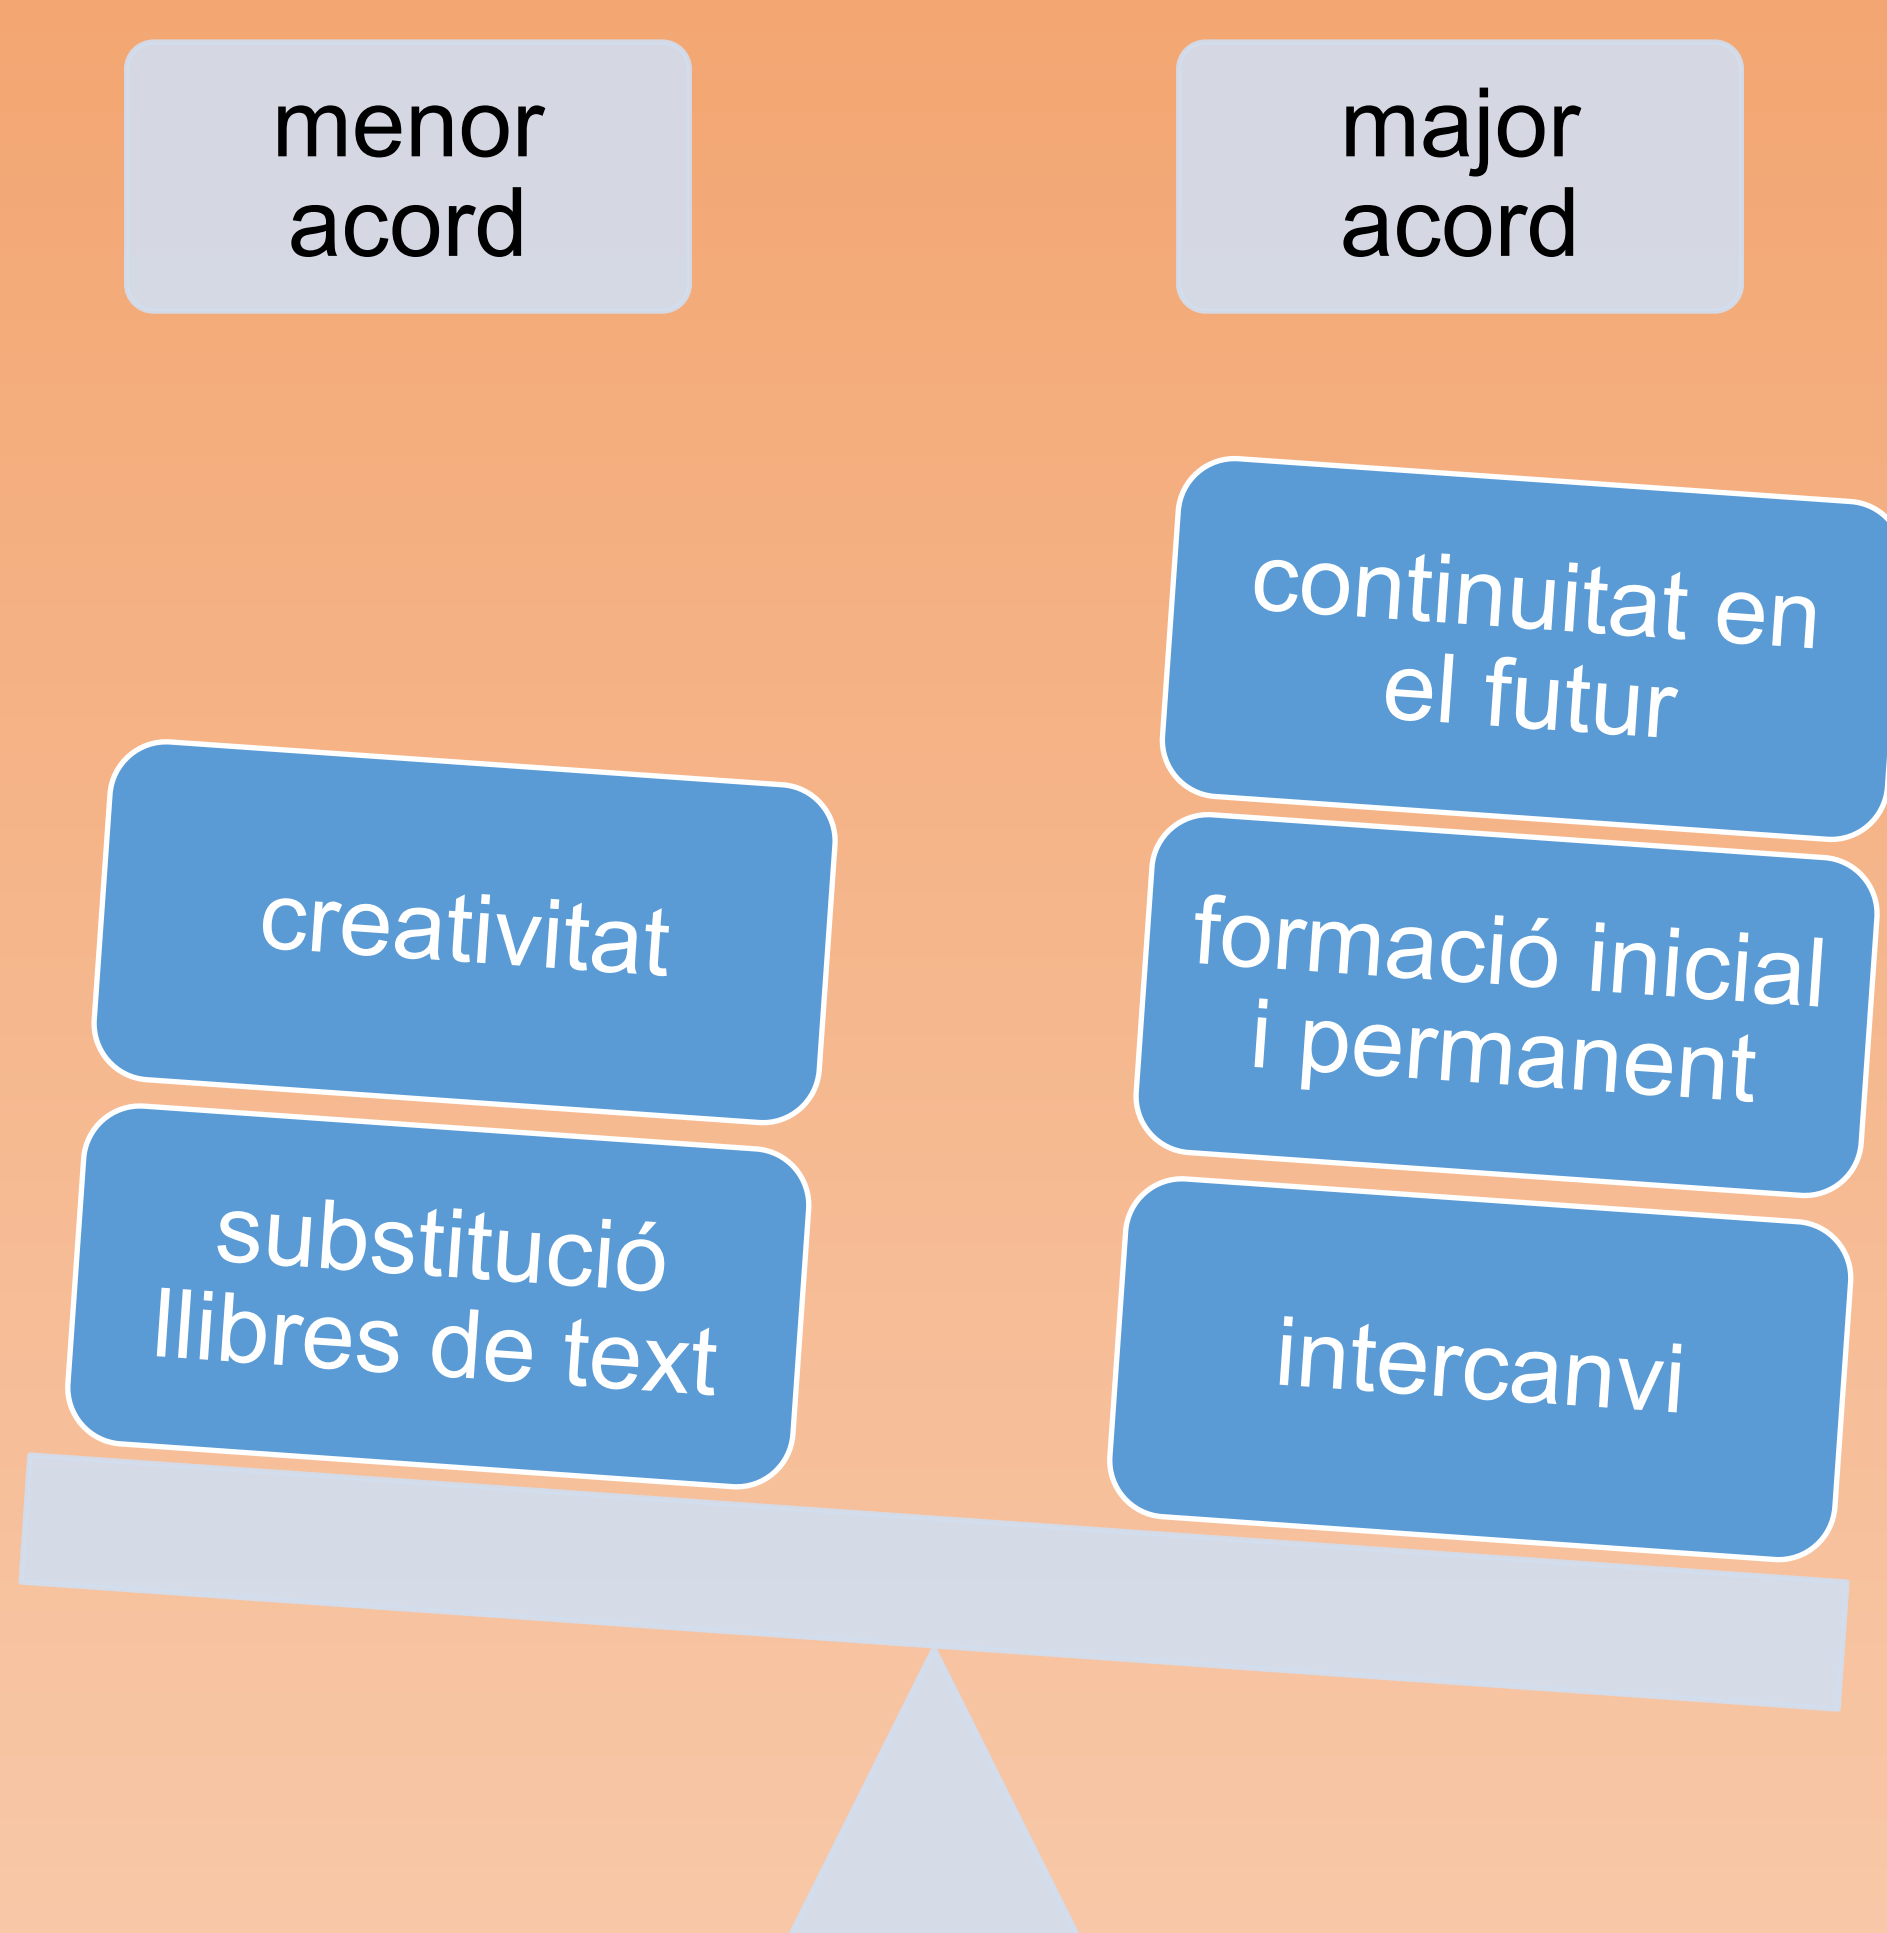 menor
acord
major
acord
creativitat
substitució
llibres de text
continuitat en
el futur
formació inicial
i permanent
intercanvi